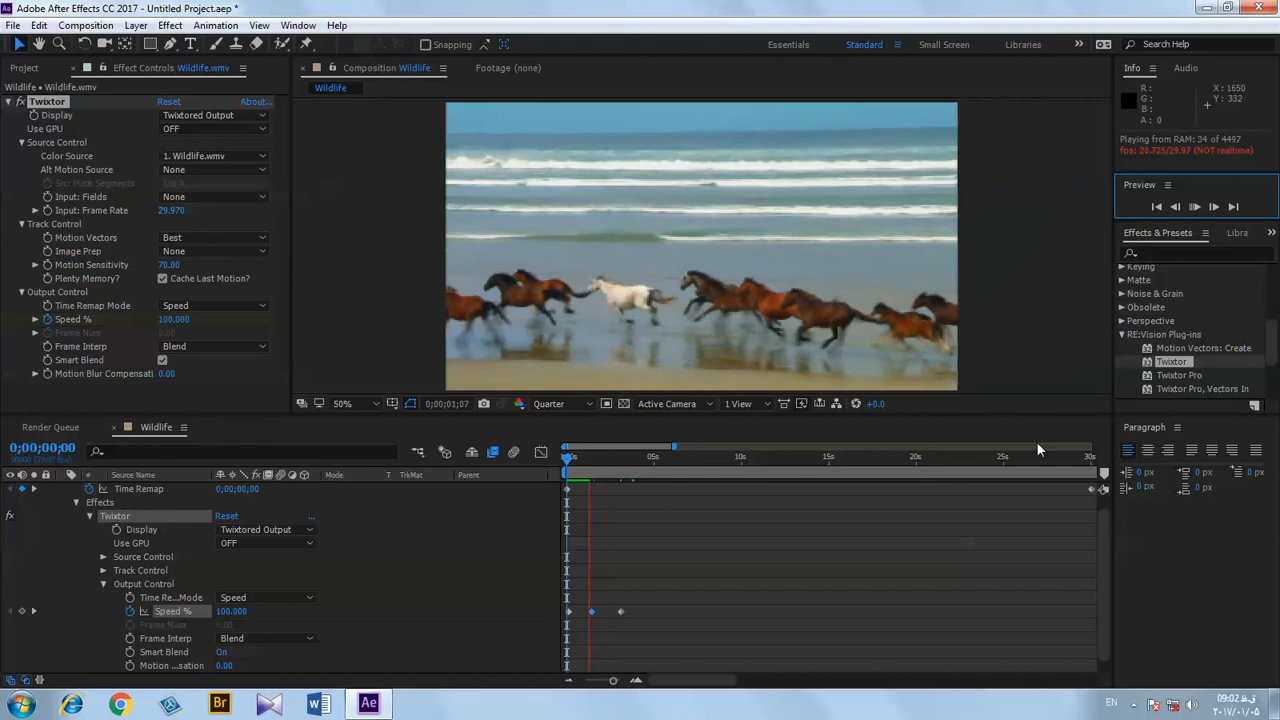 Adobe After Effects CC 2017 - Untitled Project.aep *
File Edit Composition Layer Effect Animation View Window Help
Snapping Essentials Standard Small Screen Libraries Search Help
Project Effect Controls Wildlife.wmv Composition Wildlife Footage (none) Info Audio
Wildlife • Wildlife.wmv Wildlife
Twixtor Reset About...
Display Twixtored Output
Use GPU OFF
Source Control
Color Source 1. Wildlife.wmv
Alt Motion Source None
Src: Mark Segments
Input: Fields None
Input: Frame Rate 29.970
Track Control
Motion Vectors Best
Image Prep None
Motion Sensitivity 70.00
Plenty Memory? Cache Last Motion?
Output Control
Time Remap Mode Speed
Speed % 100.000
Frame Num 0.00
Frame Interp Blend
Smart Blend
Motion Blur Compensati 0.00
R: X: 1650
G: Y: 332
B:
A: 0
Playing from RAM: 34 of 4497
fps: 20.725/29.97 (NOT realtime)
Preview
Effects & Presets Libra
Keying
Matte
Noise & Grain
Obsolete
Perspective
RE:Vision Plug-ins
Motion Vectors: Create
Twixtor
Twixtor Pro
Twixtor Pro, Vectors In
50% 0;00;01;07 Quarter Active Camera 1 View +0.0
Render Queue Wildlife Paragraph
0;00;00;00
# Source Name Mode T TrkMat Parent
05s 10s 15s 20s 25s 30s
0 px 0 px
0 px 0 px
0 px
Time Remap 0;00;00;00
Effects
fx Twixtor Reset ...
Display Twixtored Output
Use GPU OFF
Source Control
Track Control
Output Control
Time Re...Mode Speed
Speed % 100.000
Frame Num 0.00
Frame Interp Blend
Smart Blend On
Motion ...sation 0.00
Br W Ae EN
09:02 ق.ظ
۲۰۱۷/۰۱/۰۵